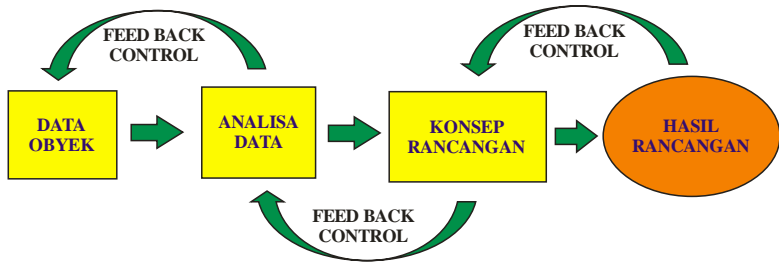 FEED BACK
CONTROL
FEED BACK
CONTROL
DATA
OBYEK
ANALISA
DATA
KONSEP
RANCANGAN
HASIL
RANCANGAN
FEED BACK
CONTROL